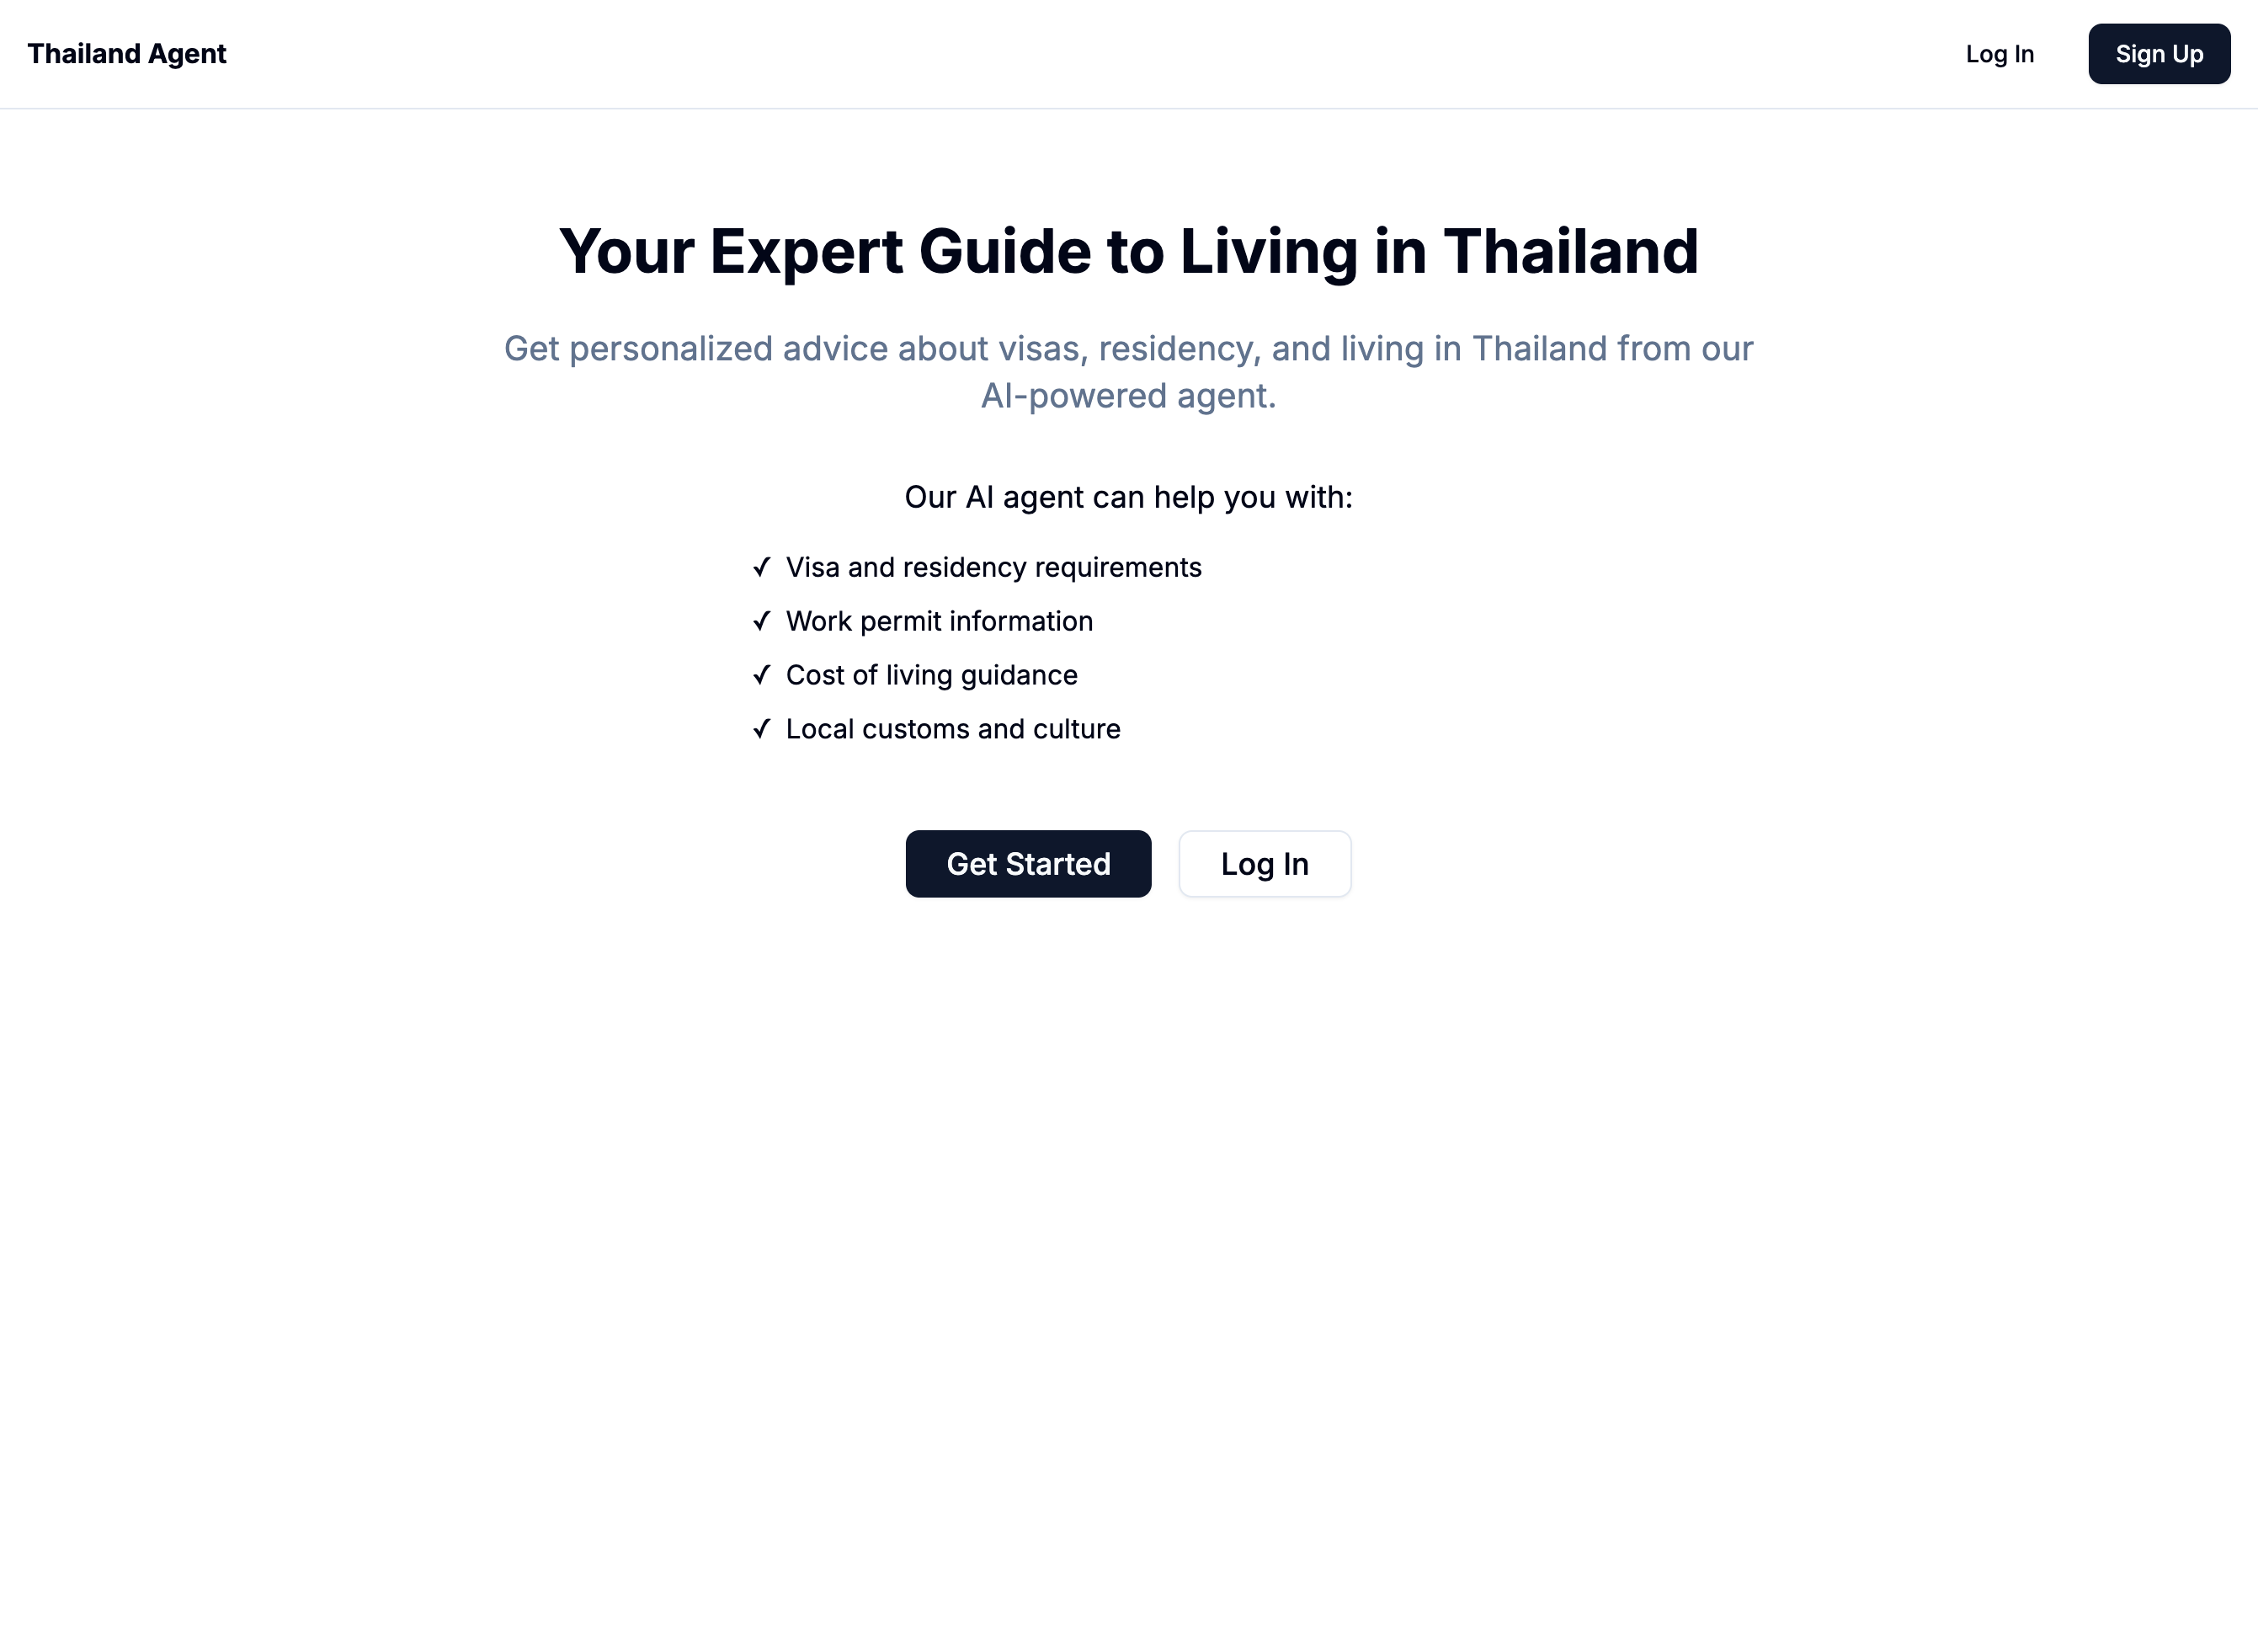 Thailand Agent
Log In
Sign Up
Your Expert Guide to Living in Thailand
Get personalized advice about visas, residency, and living in Thailand from our
AI-powered agent.
Our AI agent can help you with:
✓ Visa and residency requirements
✓ Work permit information
✓ Cost of living guidance
✓ Local customs and culture
Get Started
Log In